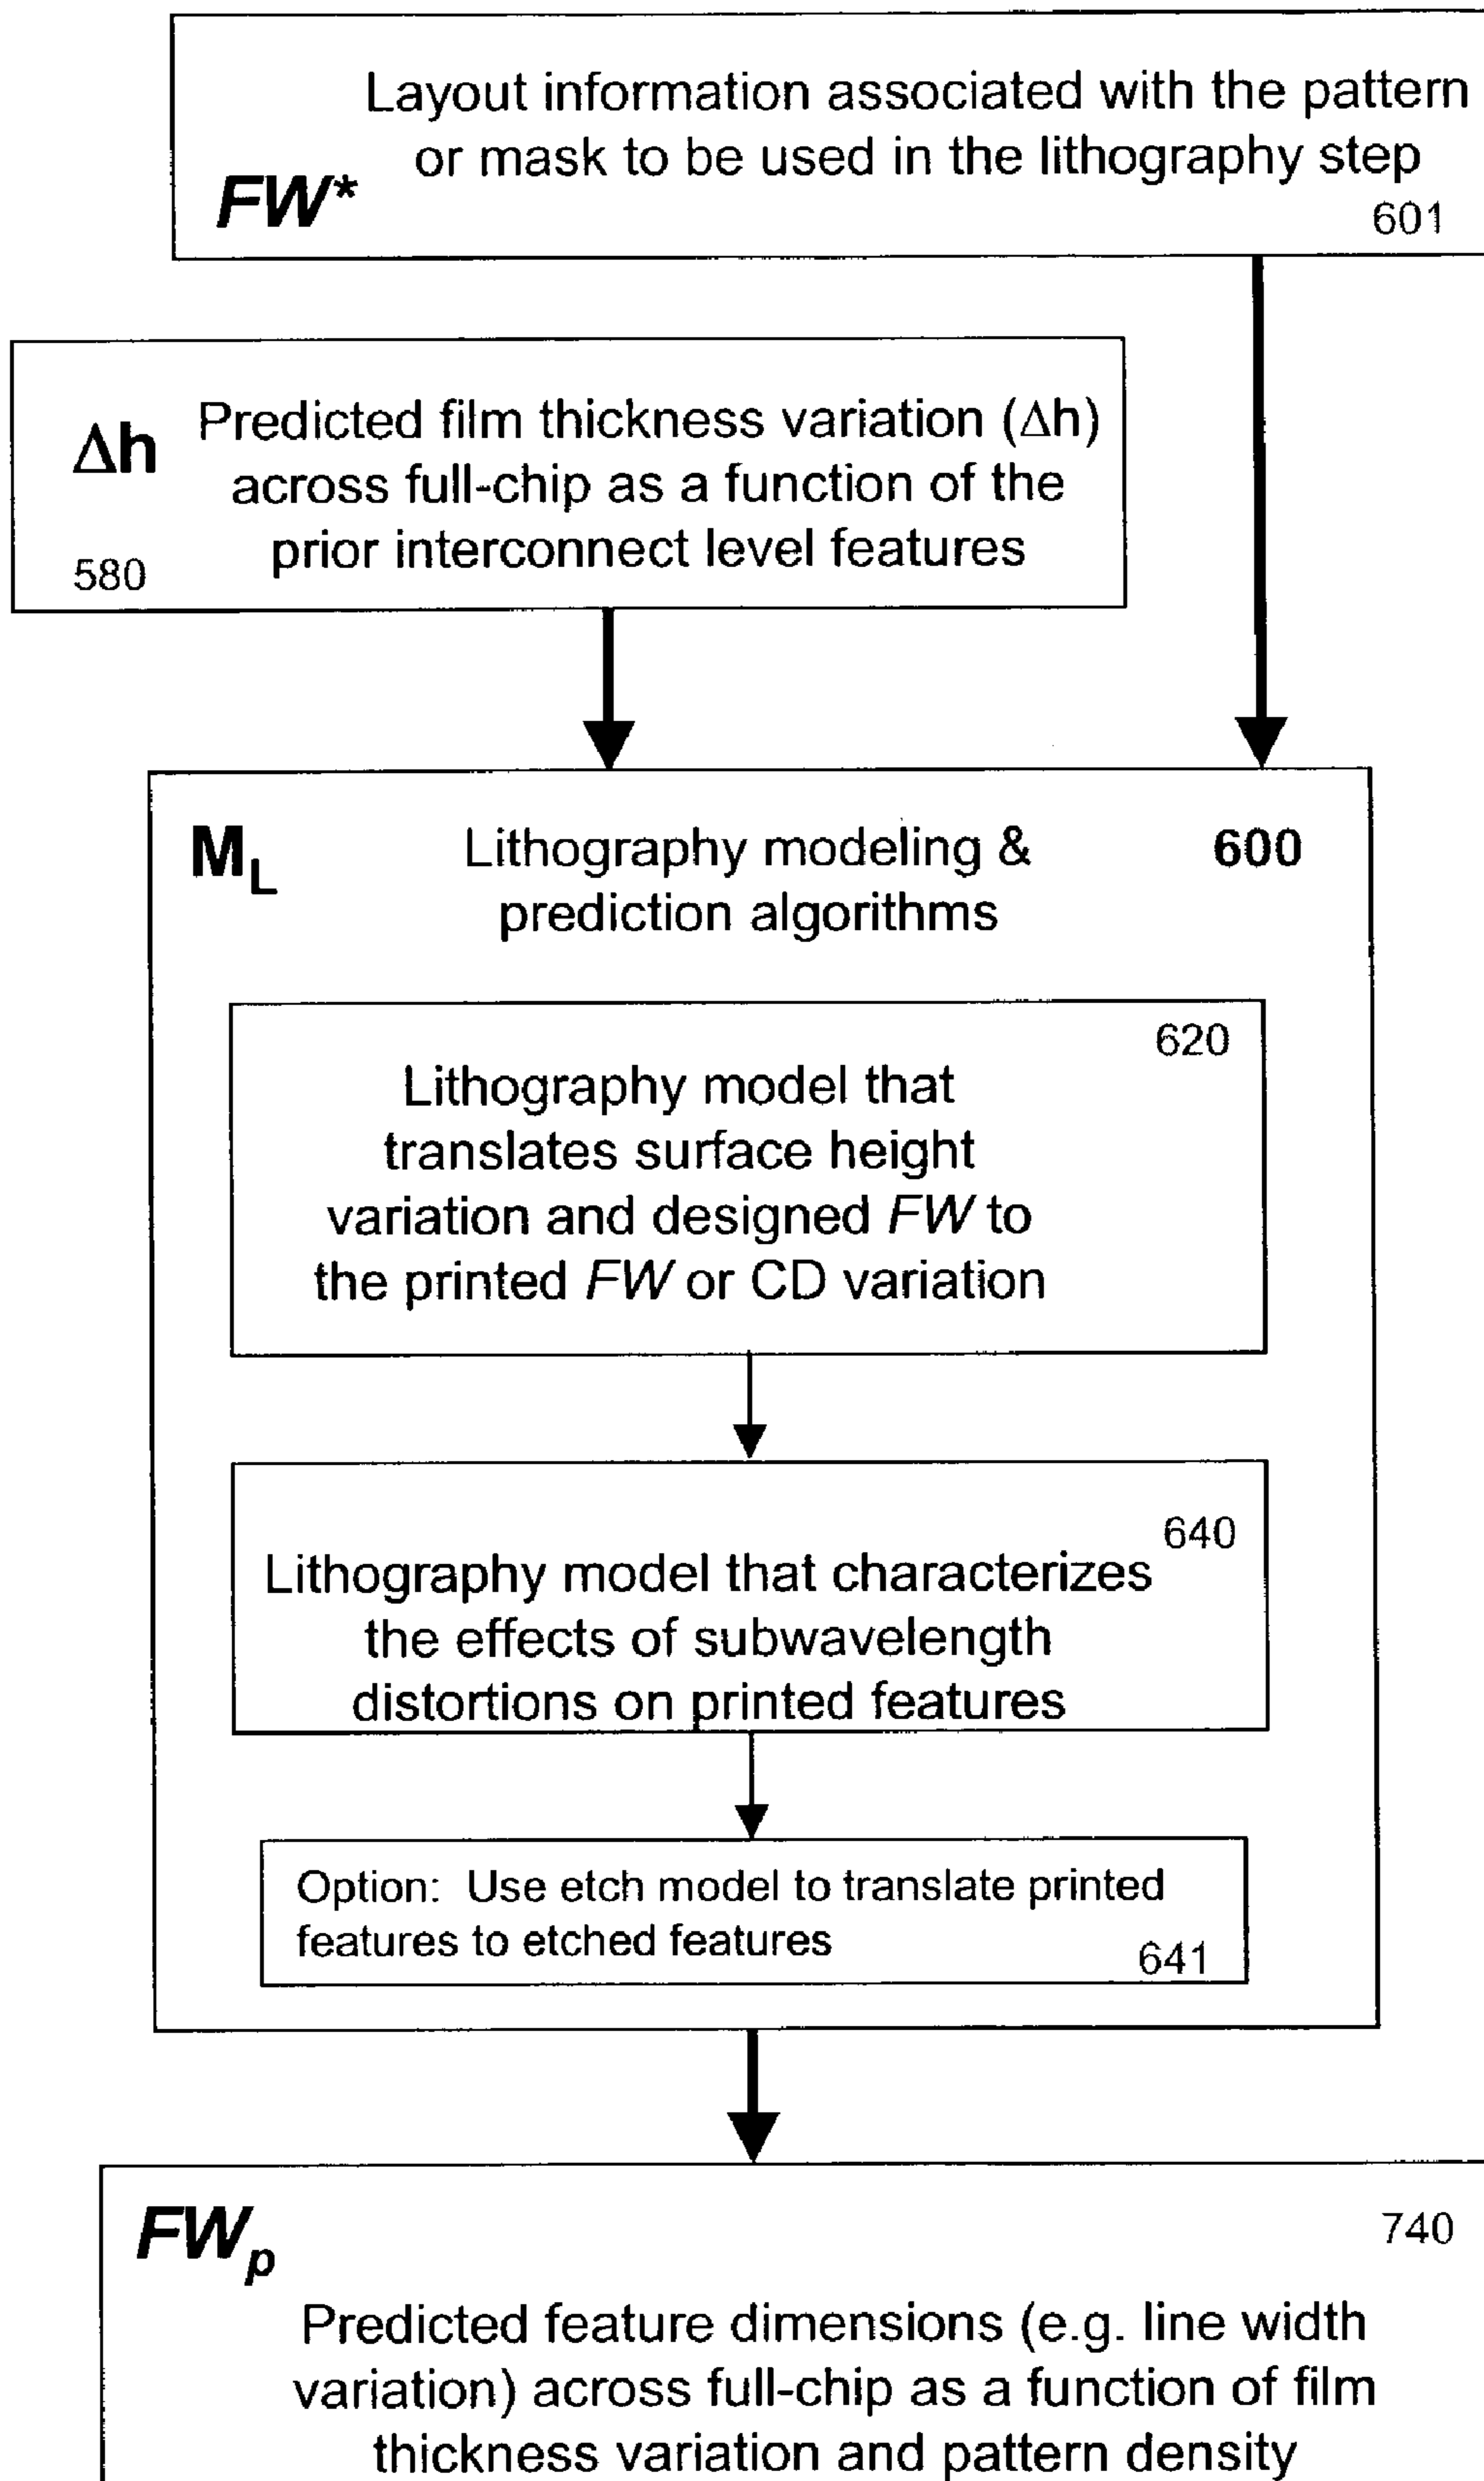 Layout information associated with the pattern
or mask to be used in the lithography step
FW*
601
Δh
Predicted film thickness variation (Δh)
across full-chip as a function of the
prior interconnect level features
580
M_L
Lithography modeling &
prediction algorithms
600
620
Lithography model that
translates surface height
variation and designed FW to
the printed FW or CD variation
640
Lithography model that characterizes
the effects of subwavelength
distortions on printed features
Option: Use etch model to translate printed
features to etched features
641
FW_p
740
Predicted feature dimensions (e.g. line width
variation) across full-chip as a function of film
thickness variation and pattern density